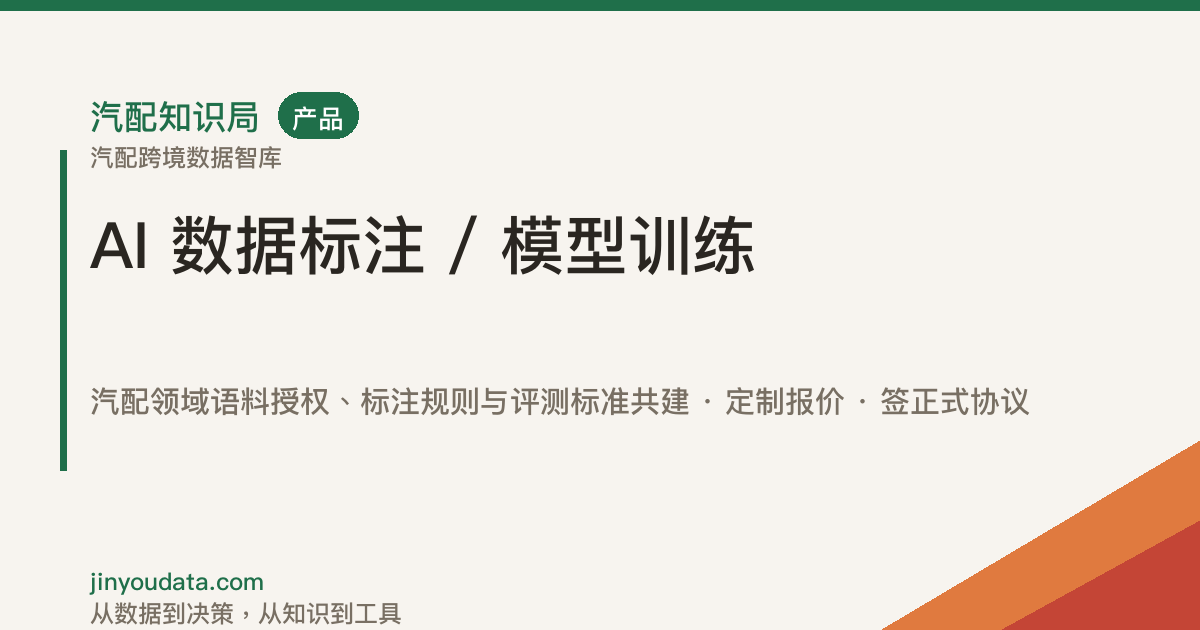 汽配知识局 产品
汽配跨境数据智库
AI 数据标注 / 模型训练
汽配领域语料授权、标注规则与评测标准共建 · 定制报价 · 签正式协议
jinyoudata.com
从数据到决策，从知识到工具